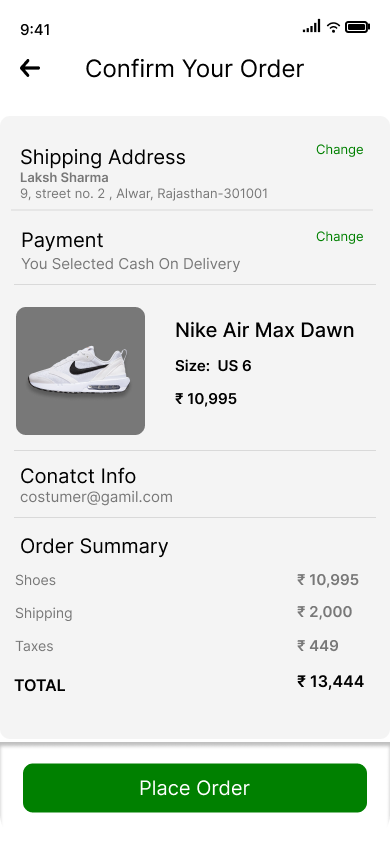 9:41
Confirm Your Order
Shipping Address
Change
Laksh Sharma
9, street no. 2 , Alwar, Rajasthan-301001
Payment
Change
You Selected Cash On Delivery
Nike Air Max Dawn
Size: US 6
₹ 10,995
Conatct Info
costumer@gamil.com
Order Summary
Shoes ₹ 10,995
Shipping ₹ 2,000
Taxes ₹ 449
TOTAL ₹ 13,444
Place Order